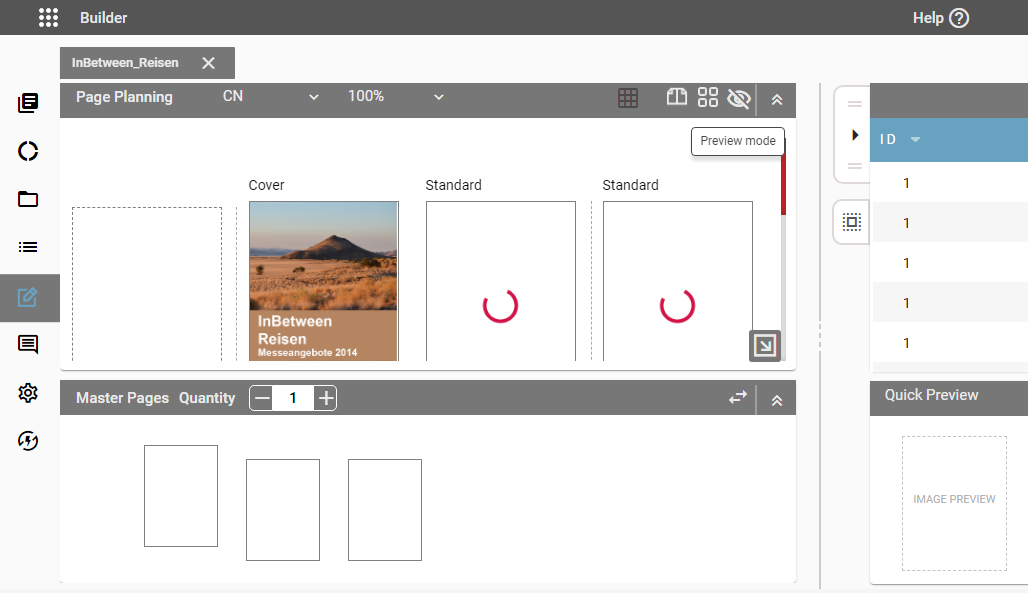 Builder
Help
InBetween_Reisen
Page Planning
CN
100%
Preview mode
Cover
Standard
Standard
InBetween
Reisen
Messeangebote 2014
Master Pages
Quantity
1
ID
1
1
1
1
1
Quick Preview
IMAGE PREVIEW